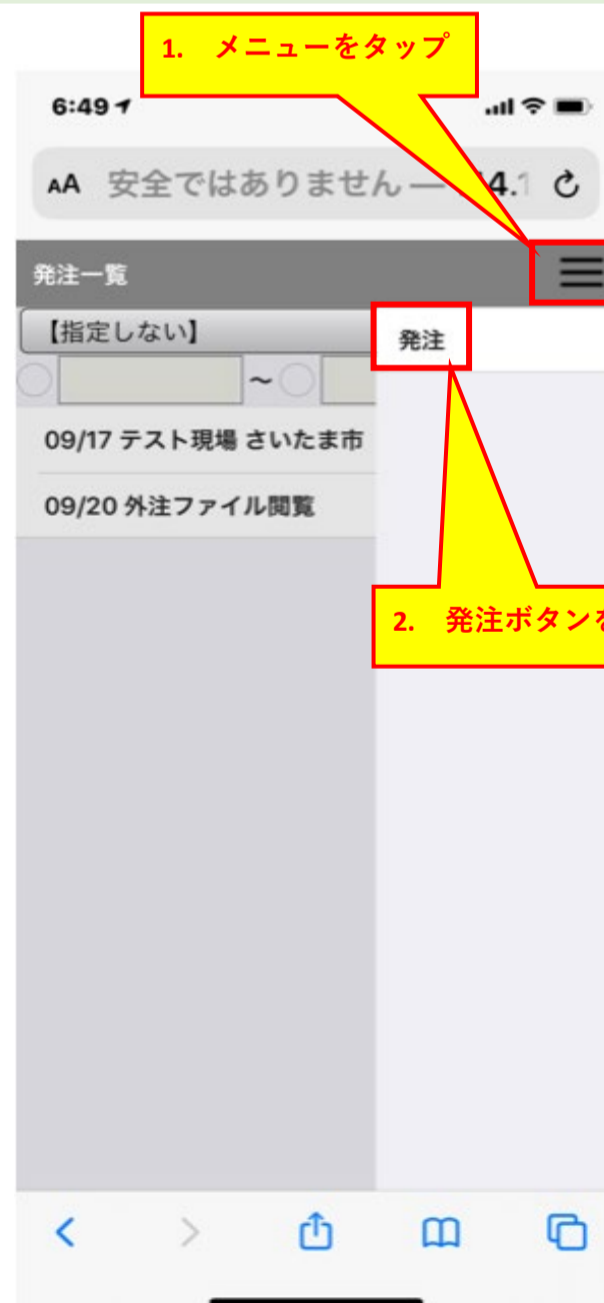 1. メニューをタップ
6:49
AA 安全ではありません — 4.1
発注一覧
【指定しない】
発注
~
09/17 テスト現場 さいたま市
09/20 外注ファイル閲覧
2. 発注ボタンを